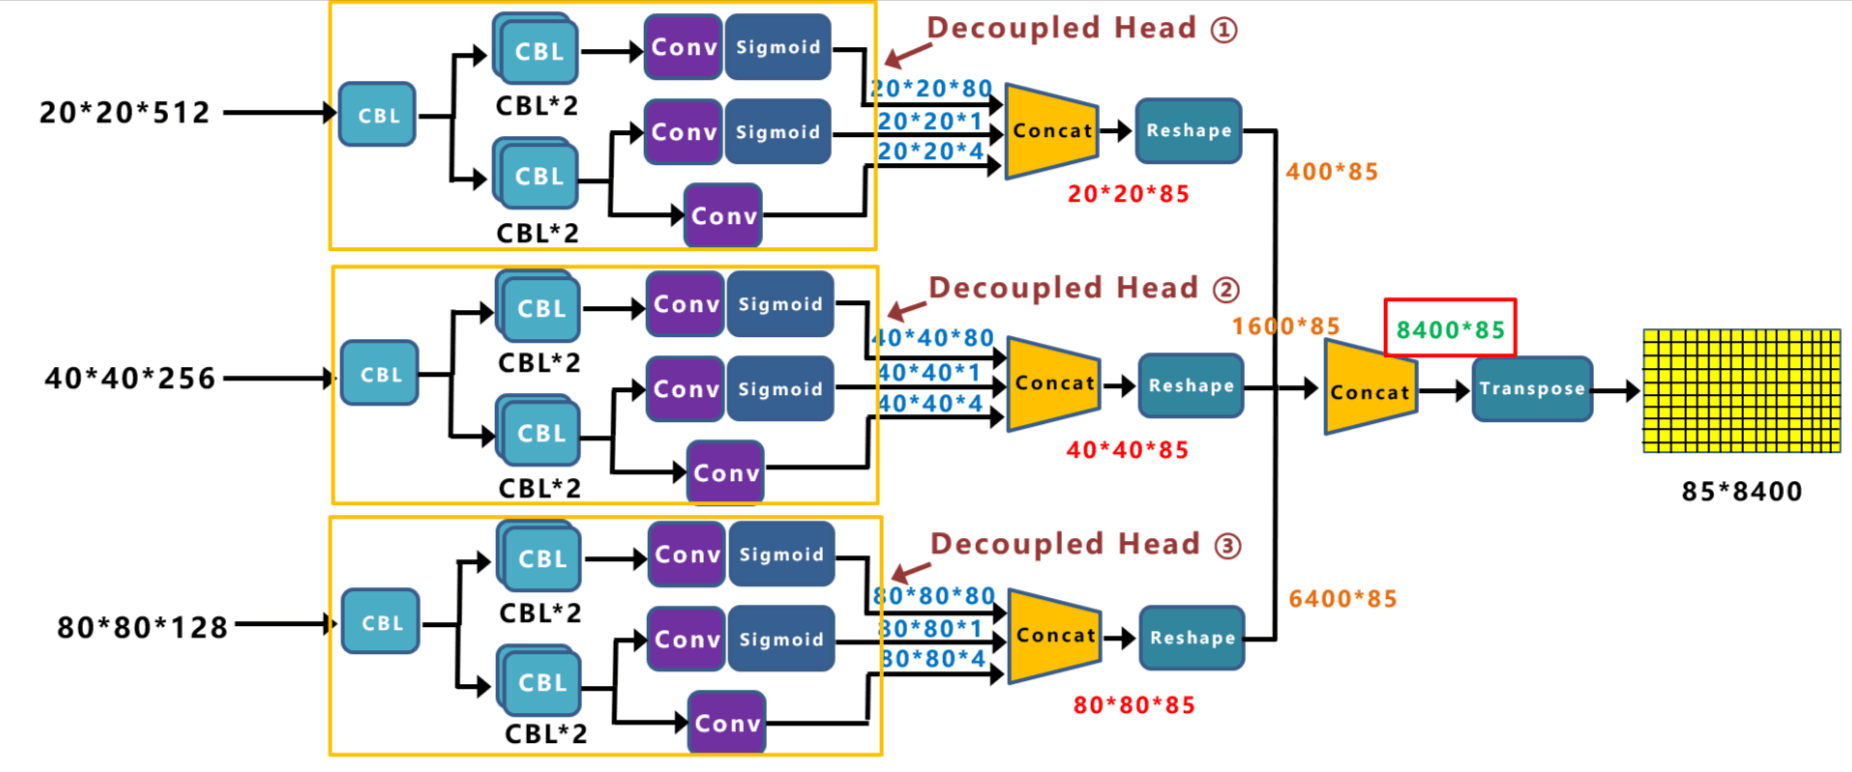 Decoupled Head ①
20*20*512
CBL
CBL
CBL*2
Conv
Sigmoid
CBL
CBL*2
Conv
Sigmoid
Conv
20*20*80
20*20*1
20*20*4
Concat
20*20*85
Reshape
400*85
Decoupled Head ②
40*40*256
CBL
CBL
CBL*2
Conv
Sigmoid
CBL
CBL*2
Conv
Sigmoid
Conv
40*40*80
40*40*1
40*40*4
Concat
40*40*85
Reshape
1600*85
Decoupled Head ③
80*80*128
CBL
CBL
CBL*2
Conv
Sigmoid
CBL
CBL*2
Conv
Sigmoid
Conv
80*80*80
80*80*1
80*80*4
Concat
80*80*85
Reshape
6400*85
Concat
8400*85
Transpose
85*8400